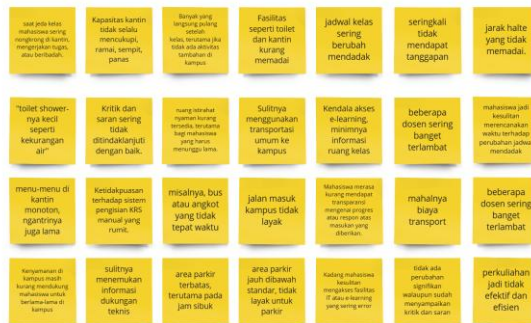 saat jeda kelas
mahasiswa sering
nongkrong di kantin,
mengerjakan tugas,
atau beribadah.
Kapasitas kantin
tidak selalu
mencukupi,
ramai, sempit,
panas
Banyak yang
langsung pulang
setelah
kelas, terutama jika
tidak ada aktivitas
tambahan di
kampus
Fasilitas
seperti toilet
dan kantin
kurang
memadai
jadwal kelas
sering
berubah
mendadak
seringkali
tidak
mendapat
tanggapan
jarak halte
yang tidak
memadai.
"toilet shower-
nya kecil
seperti
kekurangan
air"
Kritik dan
saran sering
tidak
ditindaklanjuti
dengan baik.
ruang istirahat
nyaman kurang
tersedia, terutama
bagi mahasiswa
yang harus
menunggu lama.
Sulitnya
menggunakan
transportasi
umum ke
kampus
Kendala akses
e-learning,
minimnya
informasi
ruang kelas
beberapa
dosen sering
banget
terlambat
mahasiswa jadi
kesulitan
merencanakan
waktu terhadap
perubahan jadwa
mendadak
menu-menu di
kantin
monoton,
ngantrinya
juga lama
Ketidakpuasan
terhadap sistem
pengisian KRS
manual yang
rumit.
misalnya, bus
atau angkot
yang tidak
tepat waktu
jalan masuk
kampus tidak
layak
Mahasiswa merasa
kurang mendapat
transparansi
mengenai progres
atau respon atas
masukan yang
diberikan.
mahalnya
biaya
transport
beberapa
dosen sering
banget
terlambat
Kenyamanan di
kampus masih
kurang mendukung
mahasiswa untuk
berlama-lama di
kampus
sulitnya
menemukan
informasi
dukungan
teknis
area parkir
terbatas,
terutama pada
jam sibuk
area parkir
jauh dibawah
standar, tidak
layak untuk
parkir
Kadang mahasiswa
kesulitan
mengakses fasilitas
IT atau e-learning
yang sering error
tidak ada
perubahan
signifikan
walaupun sudah
menyampaikan
kritik dan saran
perkuliahan
jadi tidak
efektif dan
efisien